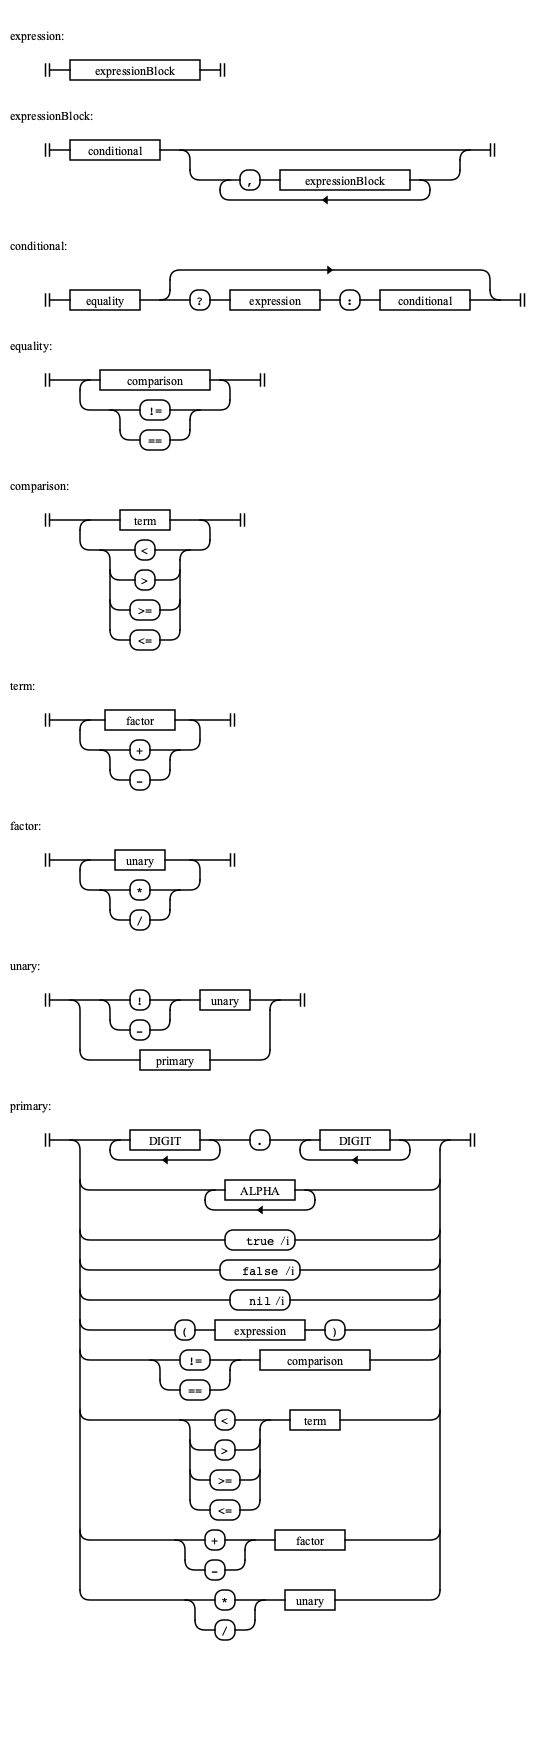 expression:
expressionBlock
expressionBlock:
conditional
, expressionBlock
conditional:
equality ? expression : conditional
equality:
comparison
!=
==
comparison:
term
<
>
>=
<=
term:
factor
+
-
factor:
unary
*
/
unary:
! unary
-
primary
primary:
DIGIT . DIGIT
ALPHA
true /i
false /i
nil /i
( expression )
!= comparison
==
< term
>
>=
<=
+ factor
-
* unary
/